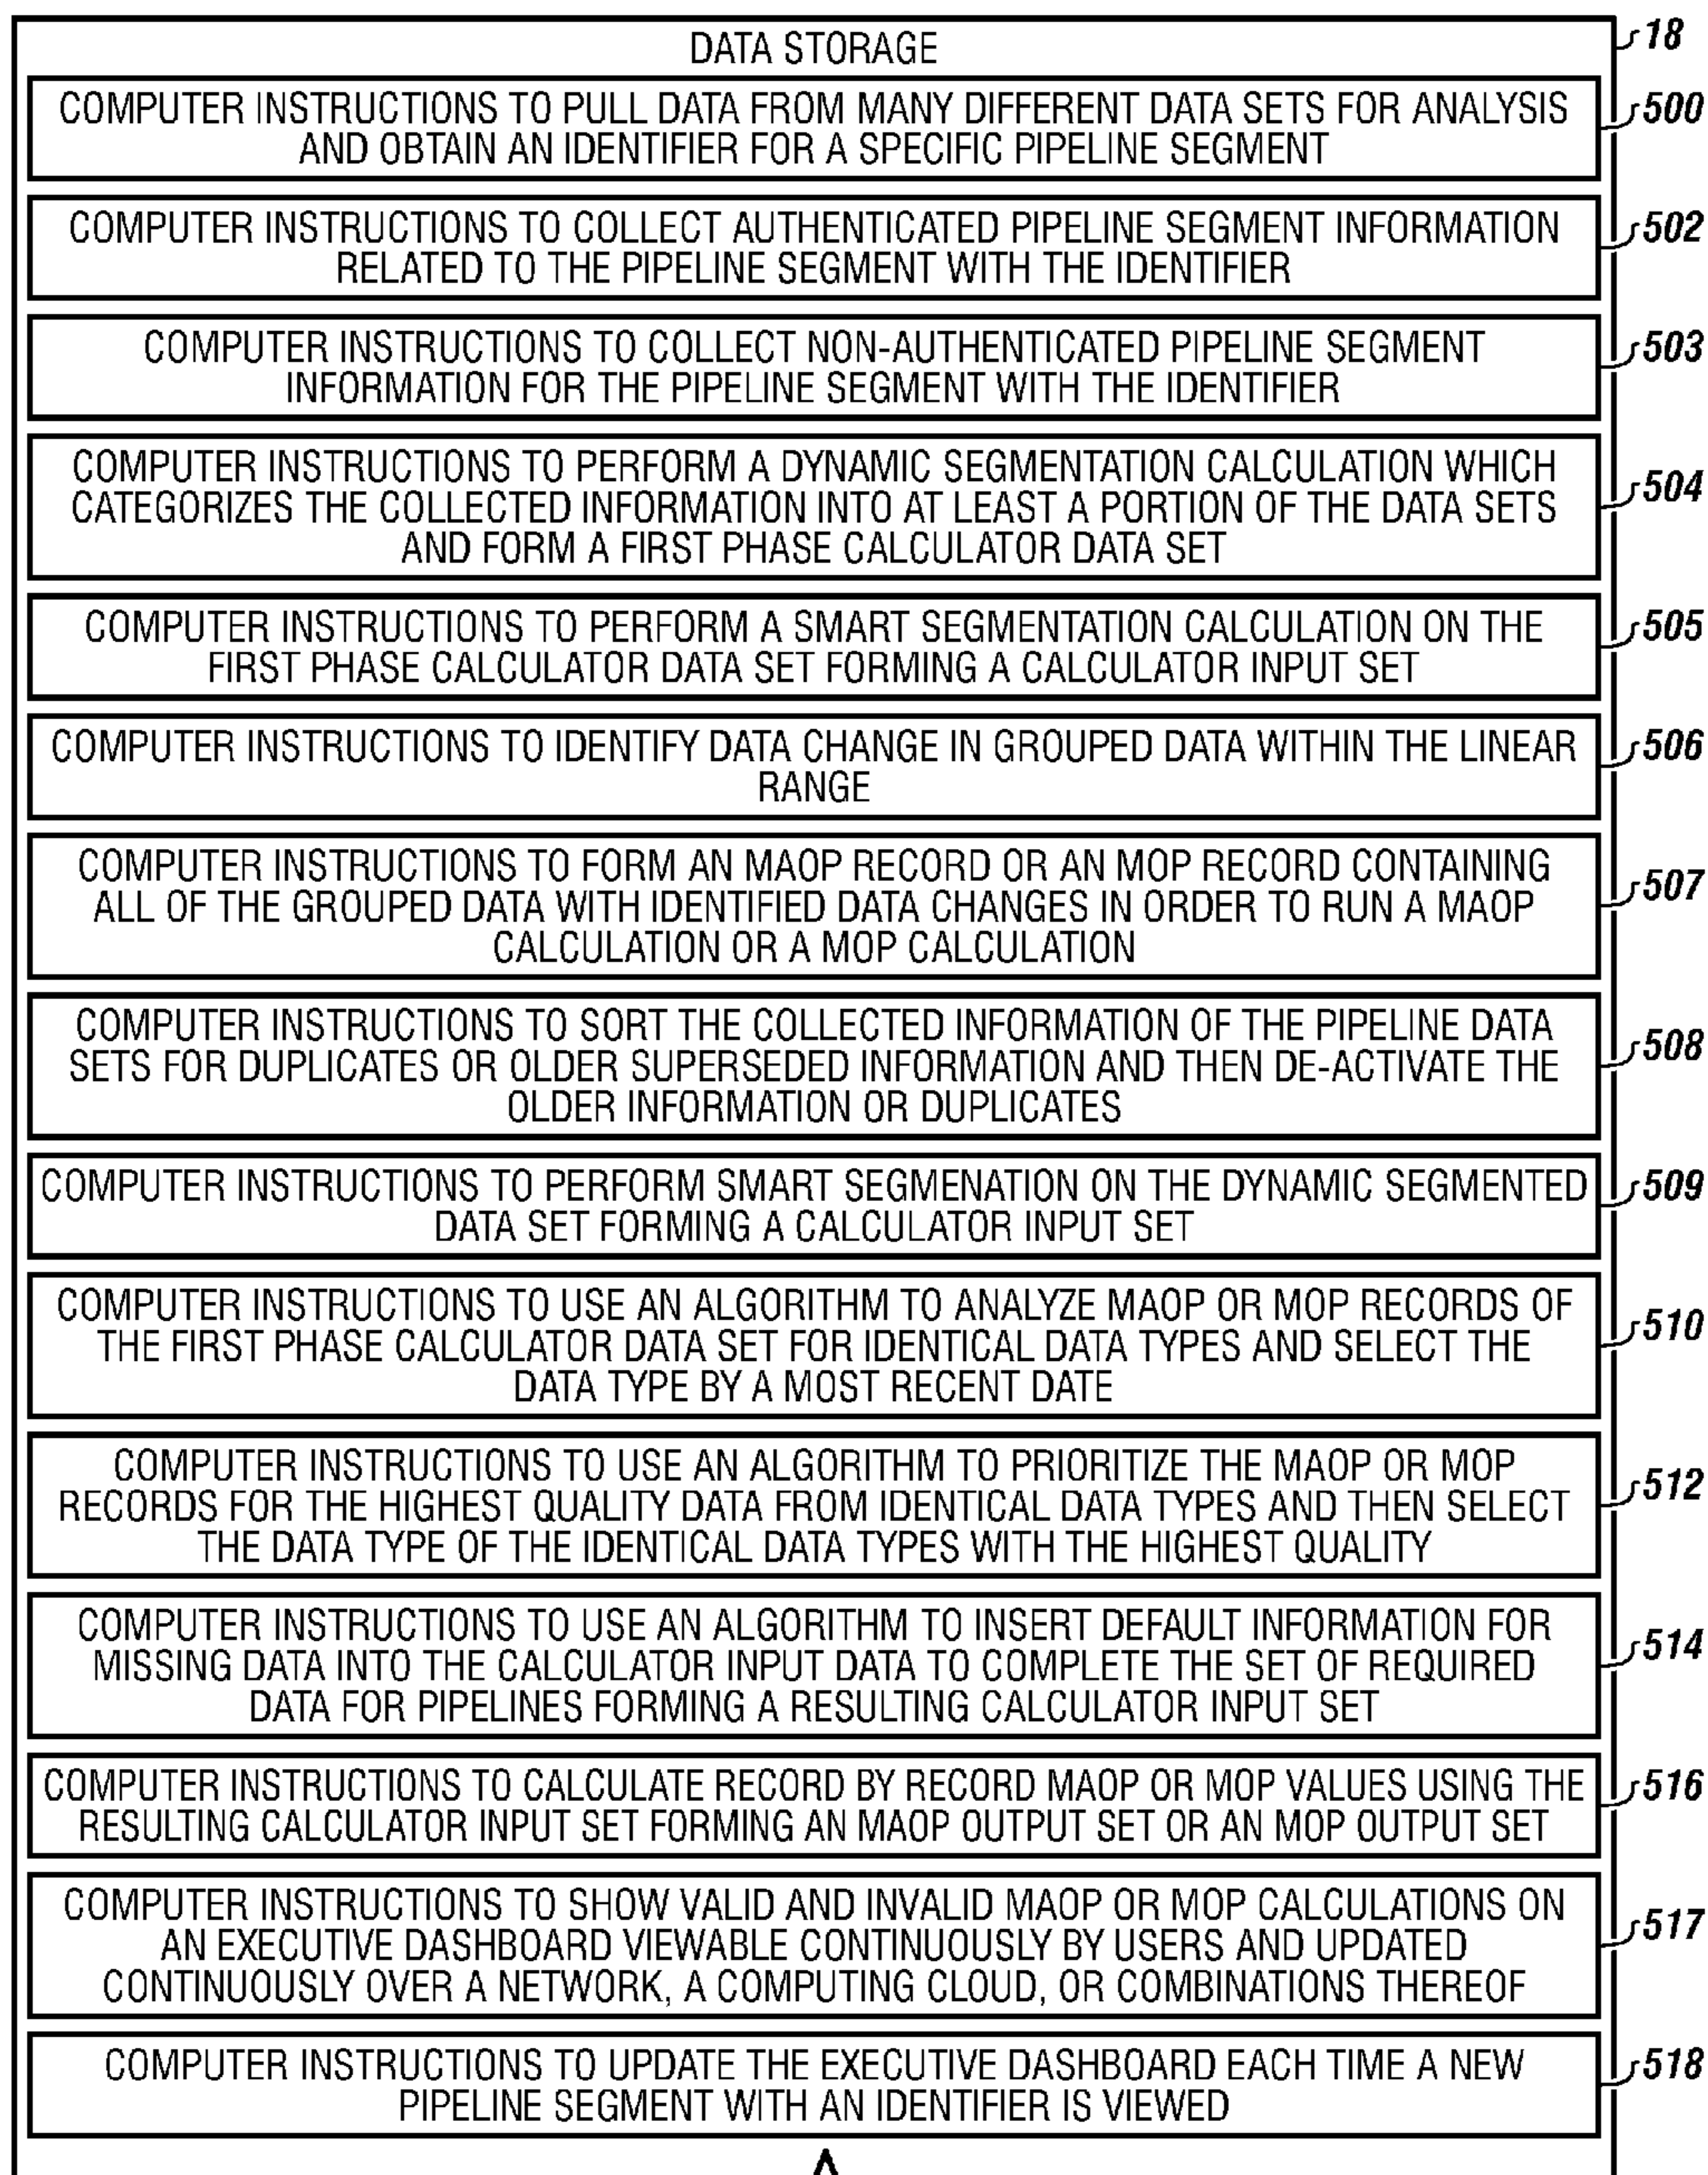 DATA STORAGE
18
COMPUTER INSTRUCTIONS TO PULL DATA FROM MANY DIFFERENT DATA SETS FOR ANALYSIS
AND OBTAIN AN IDENTIFIER FOR A SPECIFIC PIPELINE SEGMENT
500
COMPUTER INSTRUCTIONS TO COLLECT AUTHENTICATED PIPELINE SEGMENT INFORMATION
RELATED TO THE PIPELINE SEGMENT WITH THE IDENTIFIER
502
COMPUTER INSTRUCTIONS TO COLLECT NON-AUTHENTICATED PIPELINE SEGMENT
INFORMATION FOR THE PIPELINE SEGMENT WITH THE IDENTIFIER
503
COMPUTER INSTRUCTIONS TO PERFORM A DYNAMIC SEGMENTATION CALCULATION WHICH
CATEGORIZES THE COLLECTED INFORMATION INTO AT LEAST A PORTION OF THE DATA SETS
AND FORM A FIRST PHASE CALCULATOR DATA SET
504
COMPUTER INSTRUCTIONS TO PERFORM A SMART SEGMENTATION CALCULATION ON THE
FIRST PHASE CALCULATOR DATA SET FORMING A CALCULATOR INPUT SET
505
COMPUTER INSTRUCTIONS TO IDENTIFY DATA CHANGE IN GROUPED DATA WITHIN THE LINEAR
RANGE
506
COMPUTER INSTRUCTIONS TO FORM AN MAOP RECORD OR AN MOP RECORD CONTAINING
ALL OF THE GROUPED DATA WITH IDENTIFIED DATA CHANGES IN ORDER TO RUN A MAOP
CALCULATION OR A MOP CALCULATION
507
COMPUTER INSTRUCTIONS TO SORT THE COLLECTED INFORMATION OF THE PIPELINE DATA
SETS FOR DUPLICATES OR OLDER SUPERSEDED INFORMATION AND THEN DE-ACTIVATE THE
OLDER INFORMATION OR DUPLICATES
508
COMPUTER INSTRUCTIONS TO PERFORM SMART SEGMENATION ON THE DYNAMIC SEGMENTED
DATA SET FORMING A CALCULATOR INPUT SET
509
COMPUTER INSTRUCTIONS TO USE AN ALGORITHM TO ANALYZE MAOP OR MOP RECORDS OF
THE FIRST PHASE CALCULATOR DATA SET FOR IDENTICAL DATA TYPES AND SELECT THE
DATA TYPE BY A MOST RECENT DATE
510
COMPUTER INSTRUCTIONS TO USE AN ALGORITHM TO PRIORITIZE THE MAOP OR MOP
RECORDS FOR THE HIGHEST QUALITY DATA FROM IDENTICAL DATA TYPES AND THEN SELECT
THE DATA TYPE OF THE IDENTICAL DATA TYPES WITH THE HIGHEST QUALITY
512
COMPUTER INSTRUCTIONS TO USE AN ALGORITHM TO INSERT DEFAULT INFORMATION FOR
MISSING DATA INTO THE CALCULATOR INPUT DATA TO COMPLETE THE SET OF REQUIRED
DATA FOR PIPELINES FORMING A RESULTING CALCULATOR INPUT SET
514
COMPUTER INSTRUCTIONS TO CALCULATE RECORD BY RECORD MAOP OR MOP VALUES USING THE
RESULTING CALCULATOR INPUT SET FORMING AN MAOP OUTPUT SET OR AN MOP OUTPUT SET
516
COMPUTER INSTRUCTIONS TO SHOW VALID AND INVALID MAOP OR MOP CALCULATIONS ON
AN EXECUTIVE DASHBOARD VIEWABLE CONTINUOUSLY BY USERS AND UPDATED
CONTINUOUSLY OVER A NETWORK, A COMPUTING CLOUD, OR COMBINATIONS THEREOF
517
COMPUTER INSTRUCTIONS TO UPDATE THE EXECUTIVE DASHBOARD EACH TIME A NEW
PIPELINE SEGMENT WITH AN IDENTIFIER IS VIEWED
518